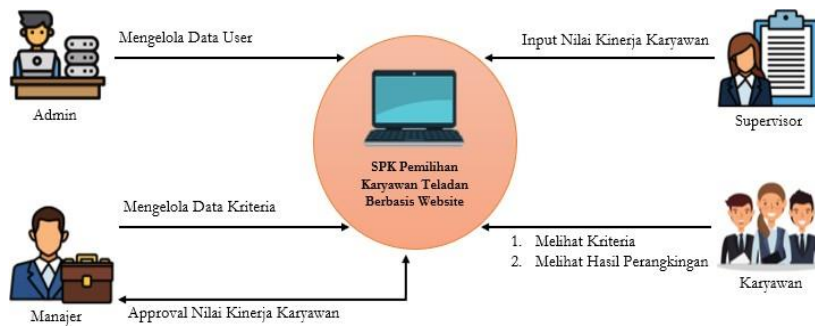 Mengelola Data User
Input Nilai Kinerja Karyawan
Admin
Supervisor
SPK Pemilihan
Karyawan Teladan
Berbasis Website
Mengelola Data Kriteria
1. Melihat Kriteria
2. Melihat Hasil Perangkingan
Karyawan
Manajer
Approval Nilai Kinerja Karyawan